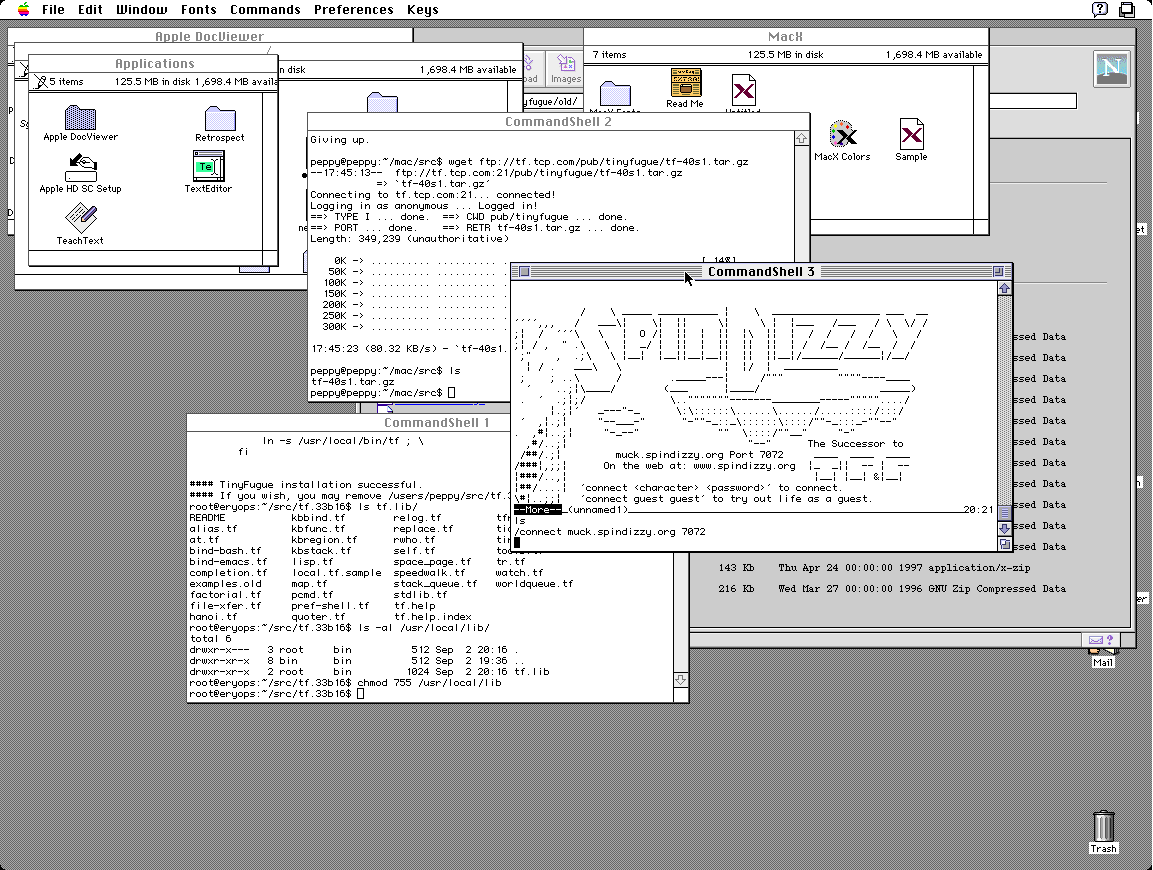 File Edit Window Fonts Commands Preferences Keys
Apple DocViewer
MacX
7 items 125.5 MB in disk 1,698.4 MB available
n disk 1,698.4 MB available
Applications
5 items 125.5 MB in disk 1,698.4 MB availa
Apple DocViewer
Retrospect
Apple HD SC Setup
TextEditor
TeachText
Images
Read Me
MacX Colors
Sample
yfugue/old/
CommandShell 2
Giving up.
peppy@peppy:~/mac/src$ wget ftp://tf.tcp.com/pub/tinyfugue/tf-40s1.tar.gz
--17:45:13-- ftp://tf.tcp.com:21/pub/tinyfugue/tf-40s1.tar.gz
=> `tf-40s1.tar.gz'
Connecting to tf.tcp.com:21... connected!
Logging in as anonymous ... Logged in!
==> TYPE I ... done. ==> CWD pub/tinyfugue ... done.
==> PORT ... done. ==> RETR tf-40s1.tar.gz ... done.
Length: 349,239 (unauthoritative)
0K -> .......... .......... .......... [ 14%]
50K -> .......... .......... ..........
100K -> .......... .......... ..........
150K -> .......... .......... ..........
200K -> .......... .......... ..........
250K -> .......... .......... ..........
300K -> .......... .......... ..........
17:45:23 (80.32 KB/s) - `tf-40s1.
peppy@peppy:~/mac/src$ ls
tf-40s1.tar.gz
peppy@peppy:~/mac/src$
CommandShell 3
SPINDIZZY
The Successor to
muck.spindizzy.org Port 7072
On the web at: www.spindizzy.org
'connect <character> <password>' to connect.
'connect guest guest' to try out life as a guest.
--More--_(unnamed1)_ 20:21
ls
/connect muck.spindizzy.org 7072
CommandShell 1
ln -s /usr/local/bin/tf ; \
fi
#### TinyFugue installation successful.
#### If you wish, you may remove /users/peppy/src/tf.3
root@eryops:~/src/tf.33b16$ ls tf.lib/
README kbbind.tf relog.tf
alias.tf kbfunc.tf replace.tf
at.tf kbregion.tf rwho.tf
bind-bash.tf kbstack.tf self.tf
bind-emacs.tf lisp.tf space_page.tf tr.tf
completion.tf local.tf.sample speedwalk.tf watch.tf
examples.old map.tf stack_queue.tf worldqueue.tf
factorial.tf pcmd.tf stdlib.tf
file-xfer.tf pref-shell.tf tf.help
hanoi.tf quoter.tf tf.help.index
root@eryops:~/src/tf.33b16$ ls -al /usr/local/lib/
total 6
drwxr-x--- 3 root bin 512 Sep 2 20:16 .
drwxr-xr-x 8 bin bin 512 Sep 2 19:36 ..
drwxr-xr-x 2 root bin 1024 Sep 2 20:16 tf.lib
root@eryops:~/src/tf.33b16$ chmod 755 /usr/local/lib
root@eryops:~/src/tf.33b16$
ssed Data
ssed Data
ssed Data
ssed Data
ssed Data
ssed Data
ssed Data
ssed Data
ssed Data
ssed Data
ssed Data
143 Kb Thu Apr 24 00:00:00 1997 application/x-zip
216 Kb Wed Mar 27 00:00:00 1996 GNU Zip Compressed Data
Mail
Trash